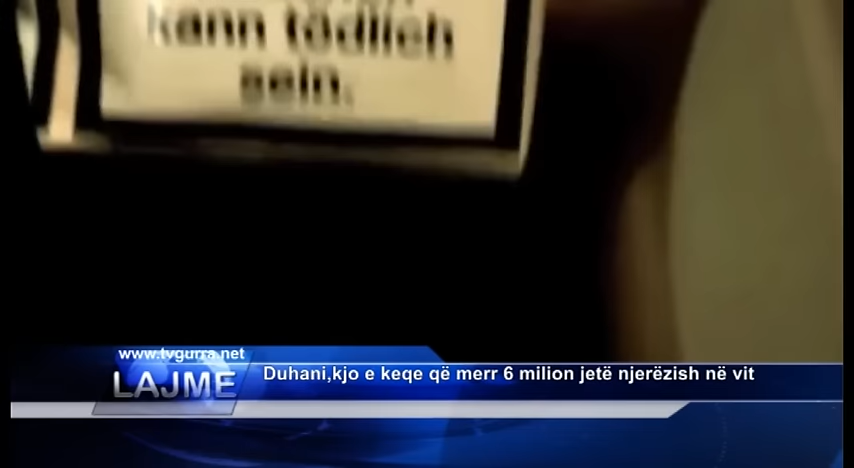 kann tödlich
sein.
www.tvgurra.net
LAJME
Duhani,kjo e keqe që merr 6 milion jetë njerëzish në vit